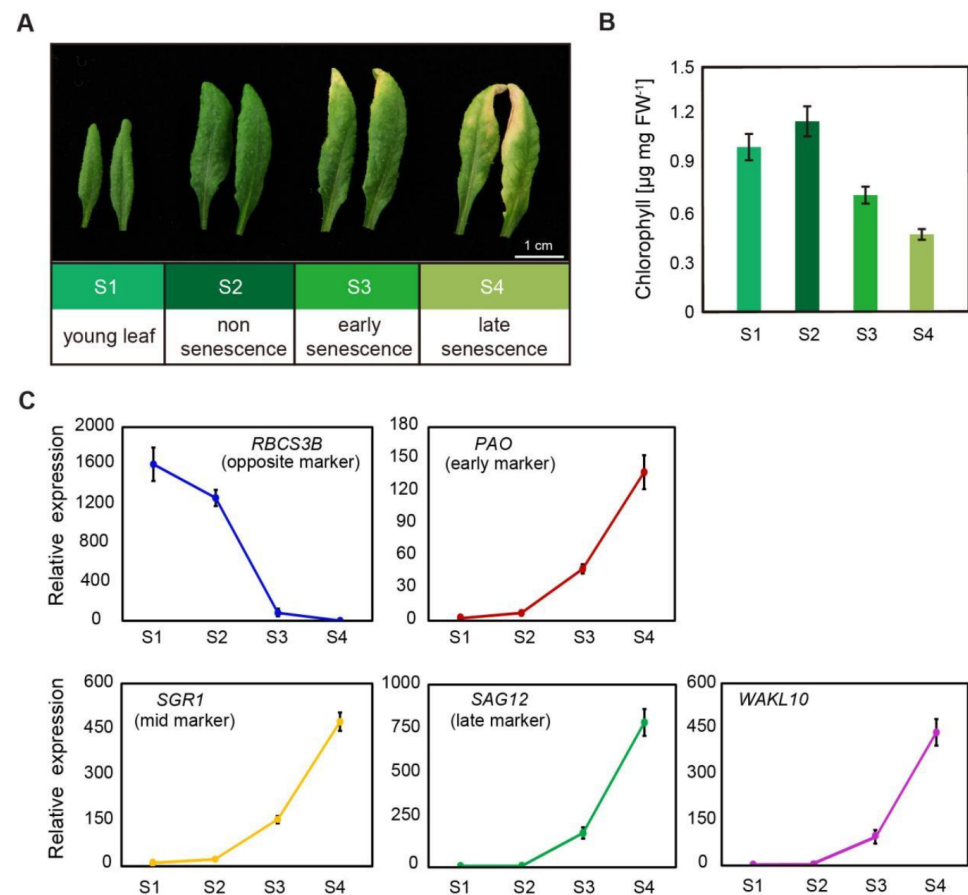 A
1 cm
S1 S2 S3 S4
young leaf
non
senescence
early
senescence
late
senescence
B
Chlorophyll [µg mg FW-1]
1.5
1.2
0.9
0.6
0.3
0
S1 S2 S3 S4
C
Relative expression
2000
1600
1200
800
400
0
RBCS3B
(opposite marker)
S1 S2 S3 S4
180
150
120
90
60
30
0
PAO
(early marker)
S1 S2 S3 S4
Relative expression
600
450
300
150
0
SGR1
(mid marker)
S1 S2 S3 S4
1000
750
500
250
0
SAG12
(late marker)
S1 S2 S3 S4
600
450
300
150
0
WAKL10
S1 S2 S3 S4